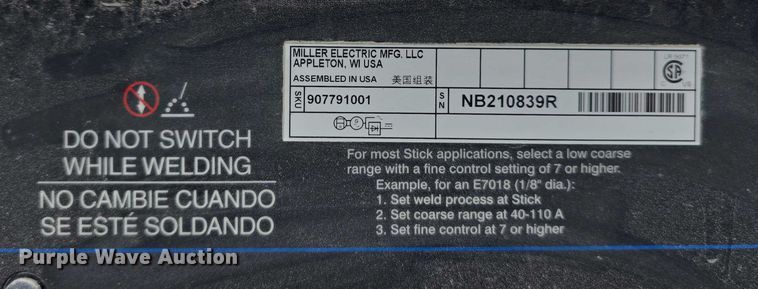 MILLER ELECTRIC MFG. LLC
APPLETON, WI USA
ASSEMBLED IN USA 美国组装
SKU 907791001
SN NB210839R
DO NOT SWITCH
WHILE WELDING
NO CAMBIE CUANDO
SE ESTÉ SOLDANDO
For most Stick applications, select a low coarse
range with a fine control setting of 7 or higher.
Example, for an E7018 (1/8" dia.):
1. Set weld process at Stick
2. Set coarse range at 40-110 A
3. Set fine control at 7 or higher
Purple Wave Auction